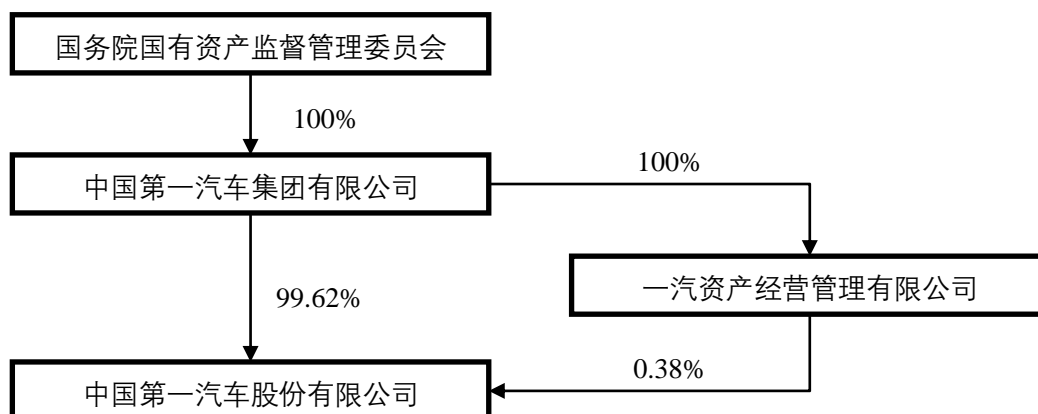 国务院国有资产监督管理委员会
100%
中国第一汽车集团有限公司
100%
99.62%
一汽资产经营管理有限公司
0.38%
中国第一汽车股份有限公司